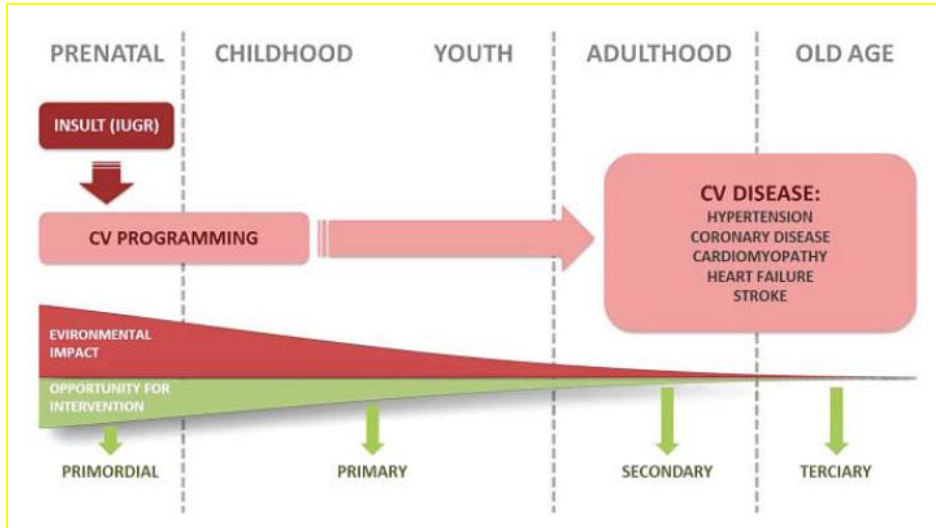 PRENATAL CHILDHOOD YOUTH ADULTHOOD OLD AGE
INSULT (IUGR)
CV PROGRAMMING
CV DISEASE:
HYPERTENSION
CORONARY DISEASE
CARDIOMYOPATHY
HEART FAILURE
STROKE
EVIRONMENTAL
IMPACT
OPPORTUNITY FOR
INTERVENTION
PRIMORDIAL PRIMARY SECONDARY TERCIARY